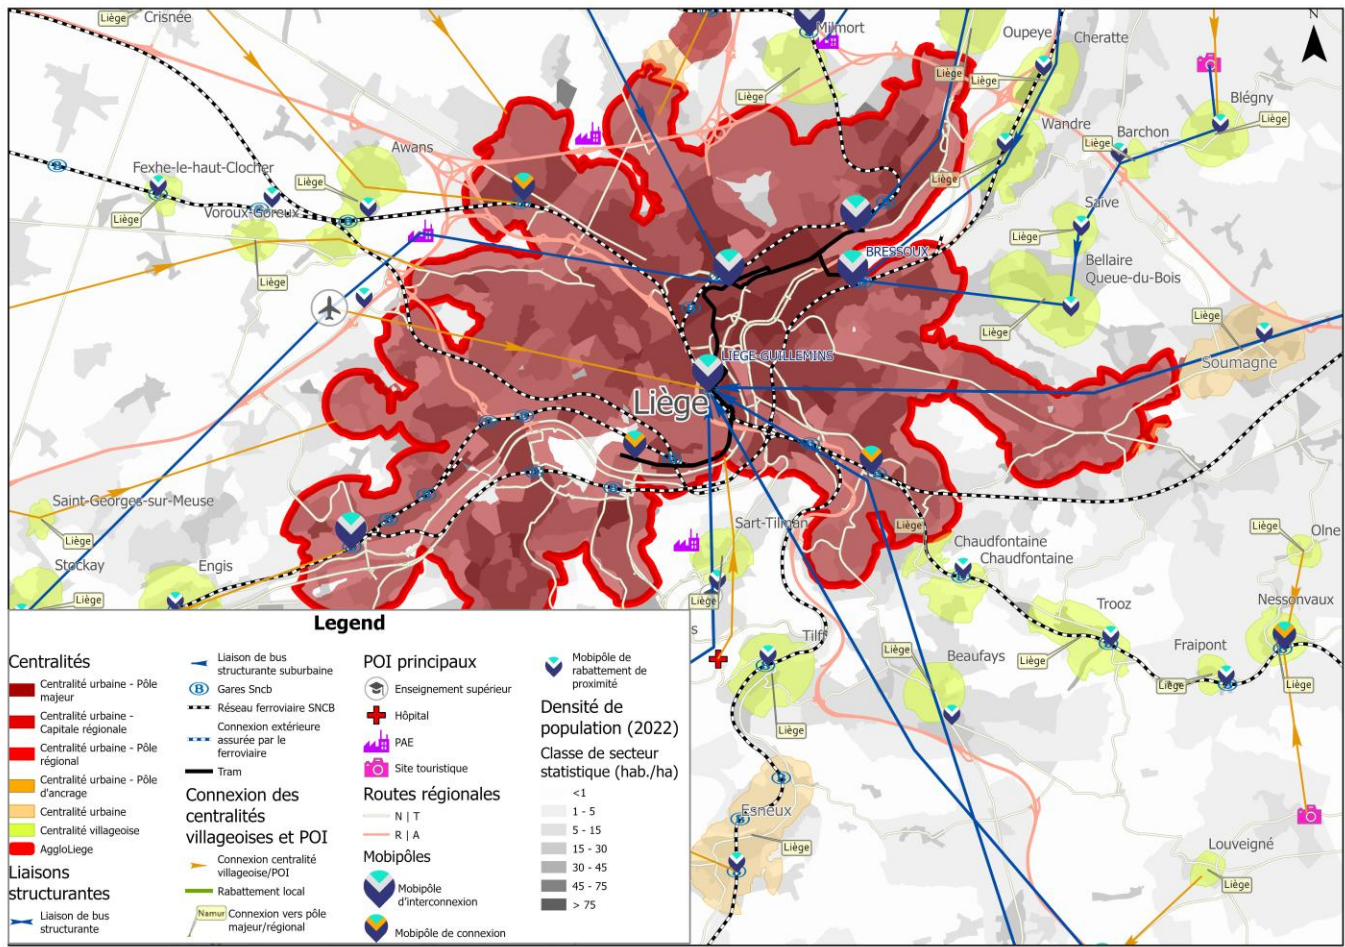 Liège
Crisnée
Milmort
Oupeye
Cheratte
N
Liège
Liège
Liège
Blégny
Liège
Awans
Wandre
Barchon
Liège
Fexhe-le-haut-Clocher
Liège
Liège
Saive
Liège
Voroux-Goreux
Liège
Bellaire
Queue-du-Bois
BRESSOUX
Liège
Liège
Liège
Soumagne
LIÈGE-GUILLEMINS
Liège
Saint-Georges-sur-Meuse
Liège
Sart-Tilman
Liège
Liège
Olne
Chaudfontaine
Chaudfontaine
Stockay
Engis
Liège
Liège
Trooz
Nessonvaux
s
Tilff
Liège
Beaufays
Liège
Fraipont
Liège
Liège
Liège
Esneux
Liège
Louveigné
Liège
Legend
Centralités
Centralité urbaine - Pôle
majeur
Centralité urbaine -
Capitale régionale
Centralité urbaine - Pôle
régional
Centralité urbaine - Pôle
d'ancrage
Centralité urbaine
Centralité villageoise
AggloLiege
Liaisons
structurantes
Liaison de bus
structurante
Liaison de bus
structurante suburbaine
B Gares Sncb
Réseau ferroviaire SNCB
Connexion extérieure
assurée par le
ferroviaire
Tram
Connexion des
centralités
villageoises et POI
Connexion centralité
villageoise/POI
Rabattement local
Namur
Connexion vers pôle
majeur/régional
POI principaux
Enseignement supérieur
Hôpital
PAE
Site touristique
Routes régionales
N | T
R | A
Mobipôles
Mobipôle
d'interconnexion
Mobipôle de connexion
Mobipôle de
rabattement de
proximité
Densité de
population (2022)
Classe de secteur
statistique (hab./ha)
<1
1 - 5
5 - 15
15 - 30
30 - 45
45 - 75
> 75